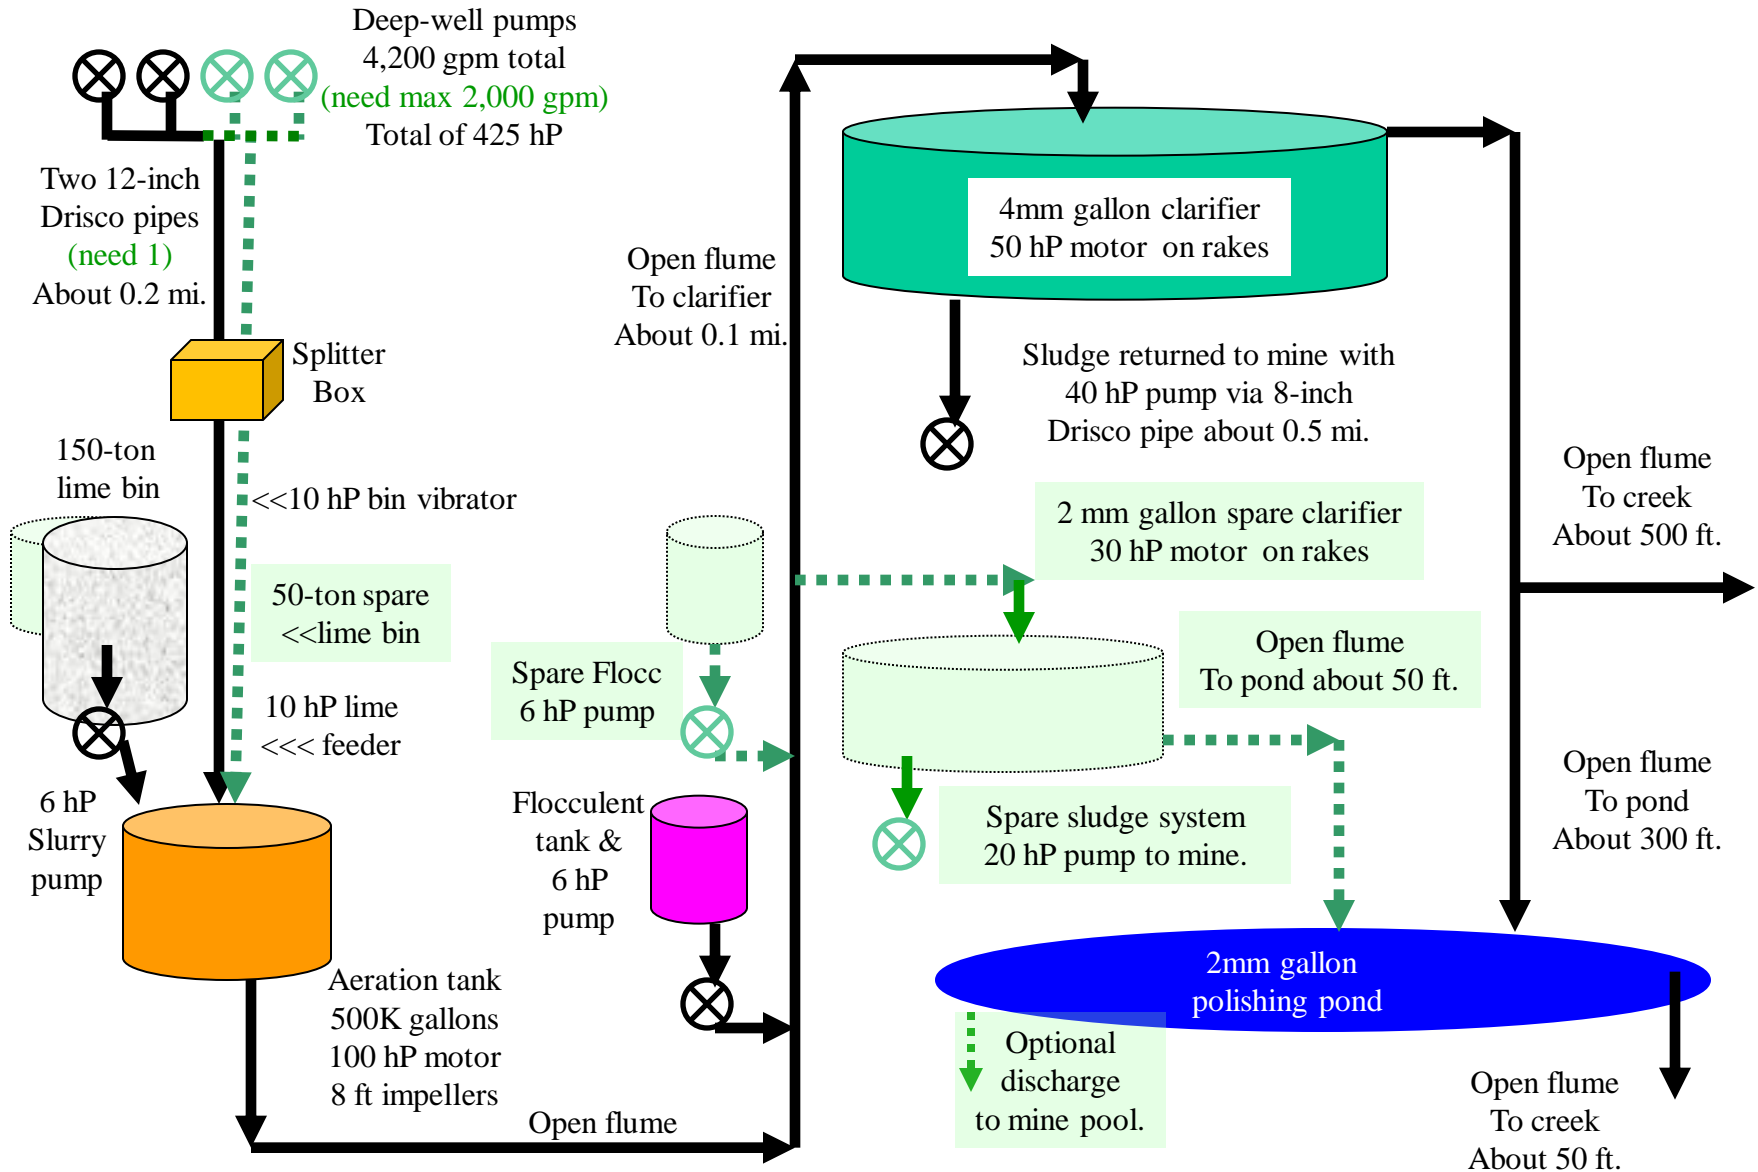 Deep-well pumps
4,200 gpm total
(need max 2,000 gpm)
Total of 425 hP
Two 12-inch
Drisco pipes
(need 1)
About 0.2 mi.
Splitter
Box
150-ton
lime bin
<<10 hP bin vibrator
50-ton spare
<<lime bin
10 hP lime
<<< feeder
6 hP
Slurry
pump
Aeration tank
500K gallons
100 hP motor
8 ft impellers
Open flume
Spare Flocc
6 hP pump
Flocculent
tank &
6 hP
pump
Open flume
To clarifier
About 0.1 mi.
4mm gallon clarifier
50 hP motor on rakes
Sludge returned to mine with
40 hP pump via 8-inch
Drisco pipe about 0.5 mi.
2 mm gallon spare clarifier
30 hP motor on rakes
Open flume
To pond about 50 ft.
Spare sludge system
20 hP pump to mine.
Open flume
To creek
About 500 ft.
Open flume
To pond
About 300 ft.
2mm gallon
polishing pond
Optional
discharge
to mine pool.
Open flume
To creek
About 50 ft.